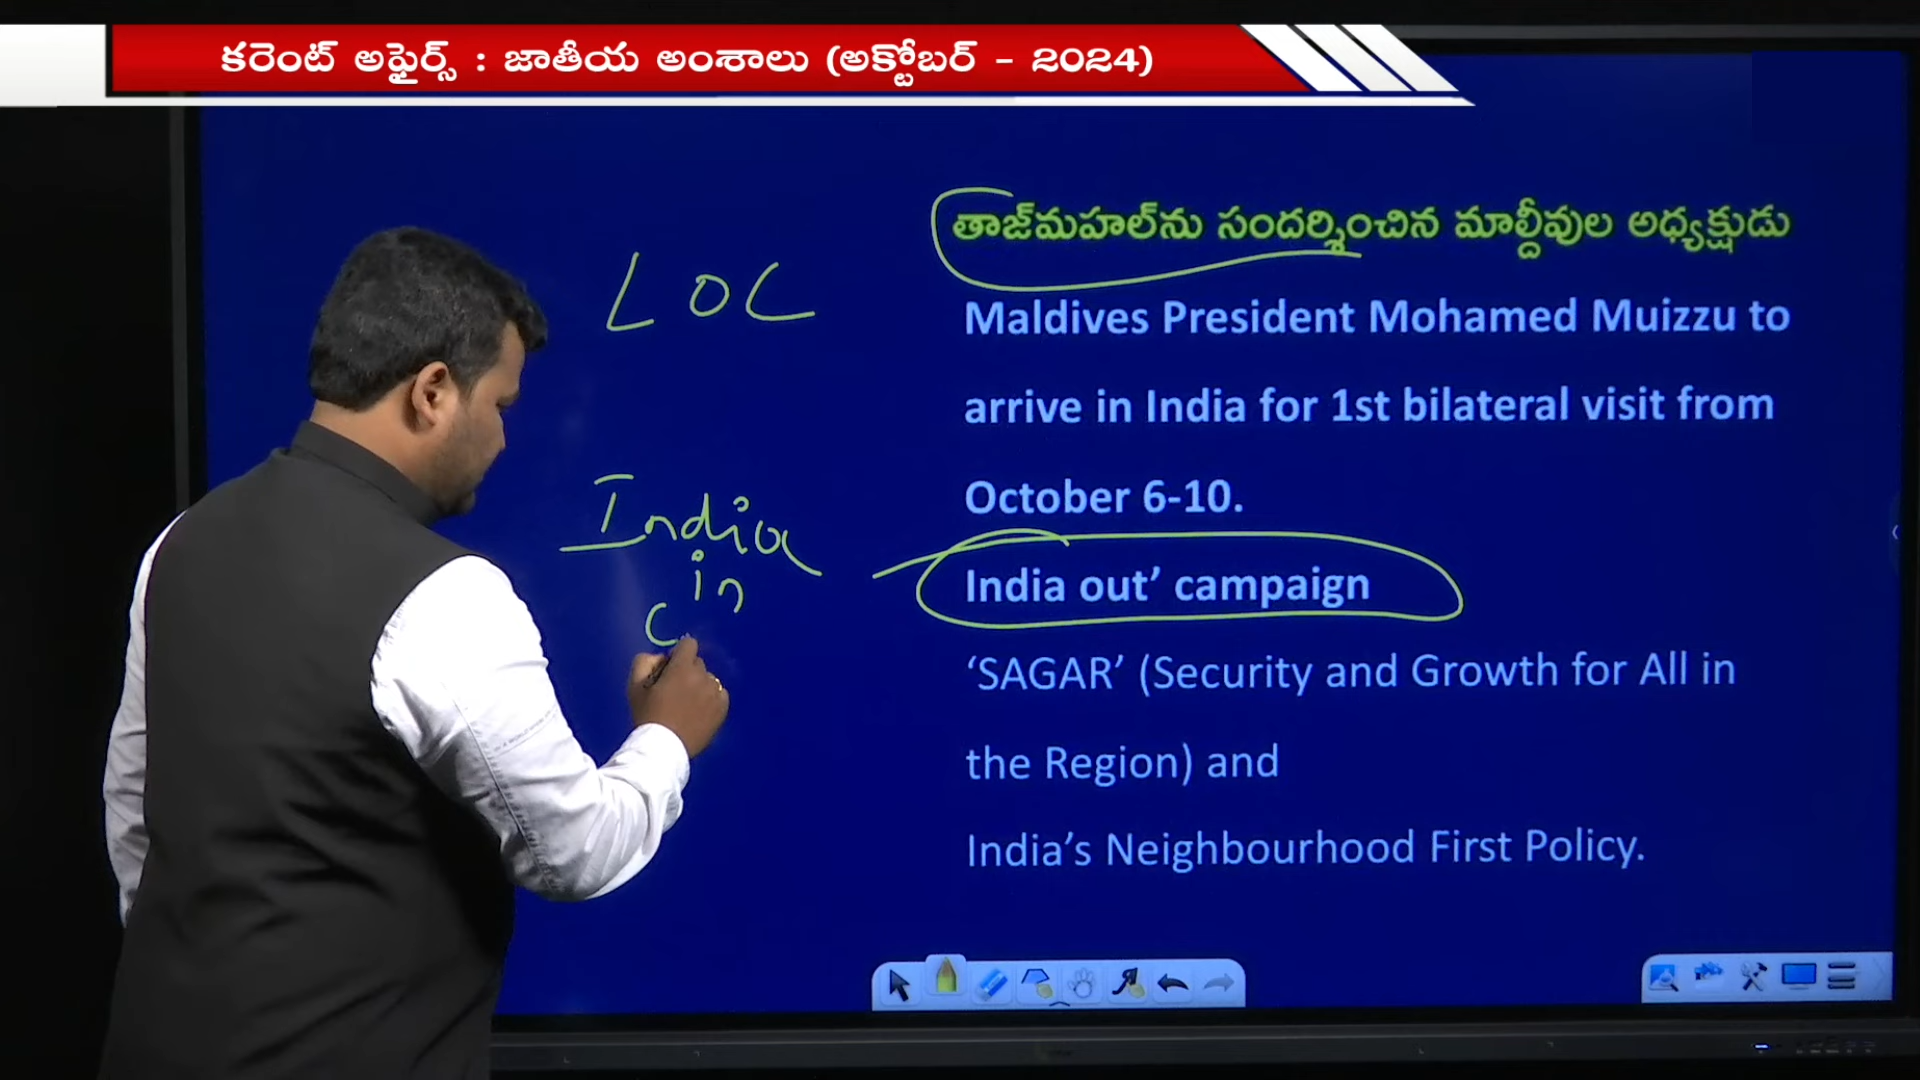 కరెంట్ అఫైర్స్ : జాతీయ అంశాలు (అక్టోబర్ - 2024)
తాజ్‌మహల్‌ను సందర్శించిన మాల్దీవుల అధ్యక్షుడు
Maldives President Mohamed Muizzu to
arrive in India for 1st bilateral visit from
October 6-10.
India out’ campaign
‘SAGAR’ (Security and Growth for All in
the Region) and
India’s Neighbourhood First Policy.
LOC
India
in
C